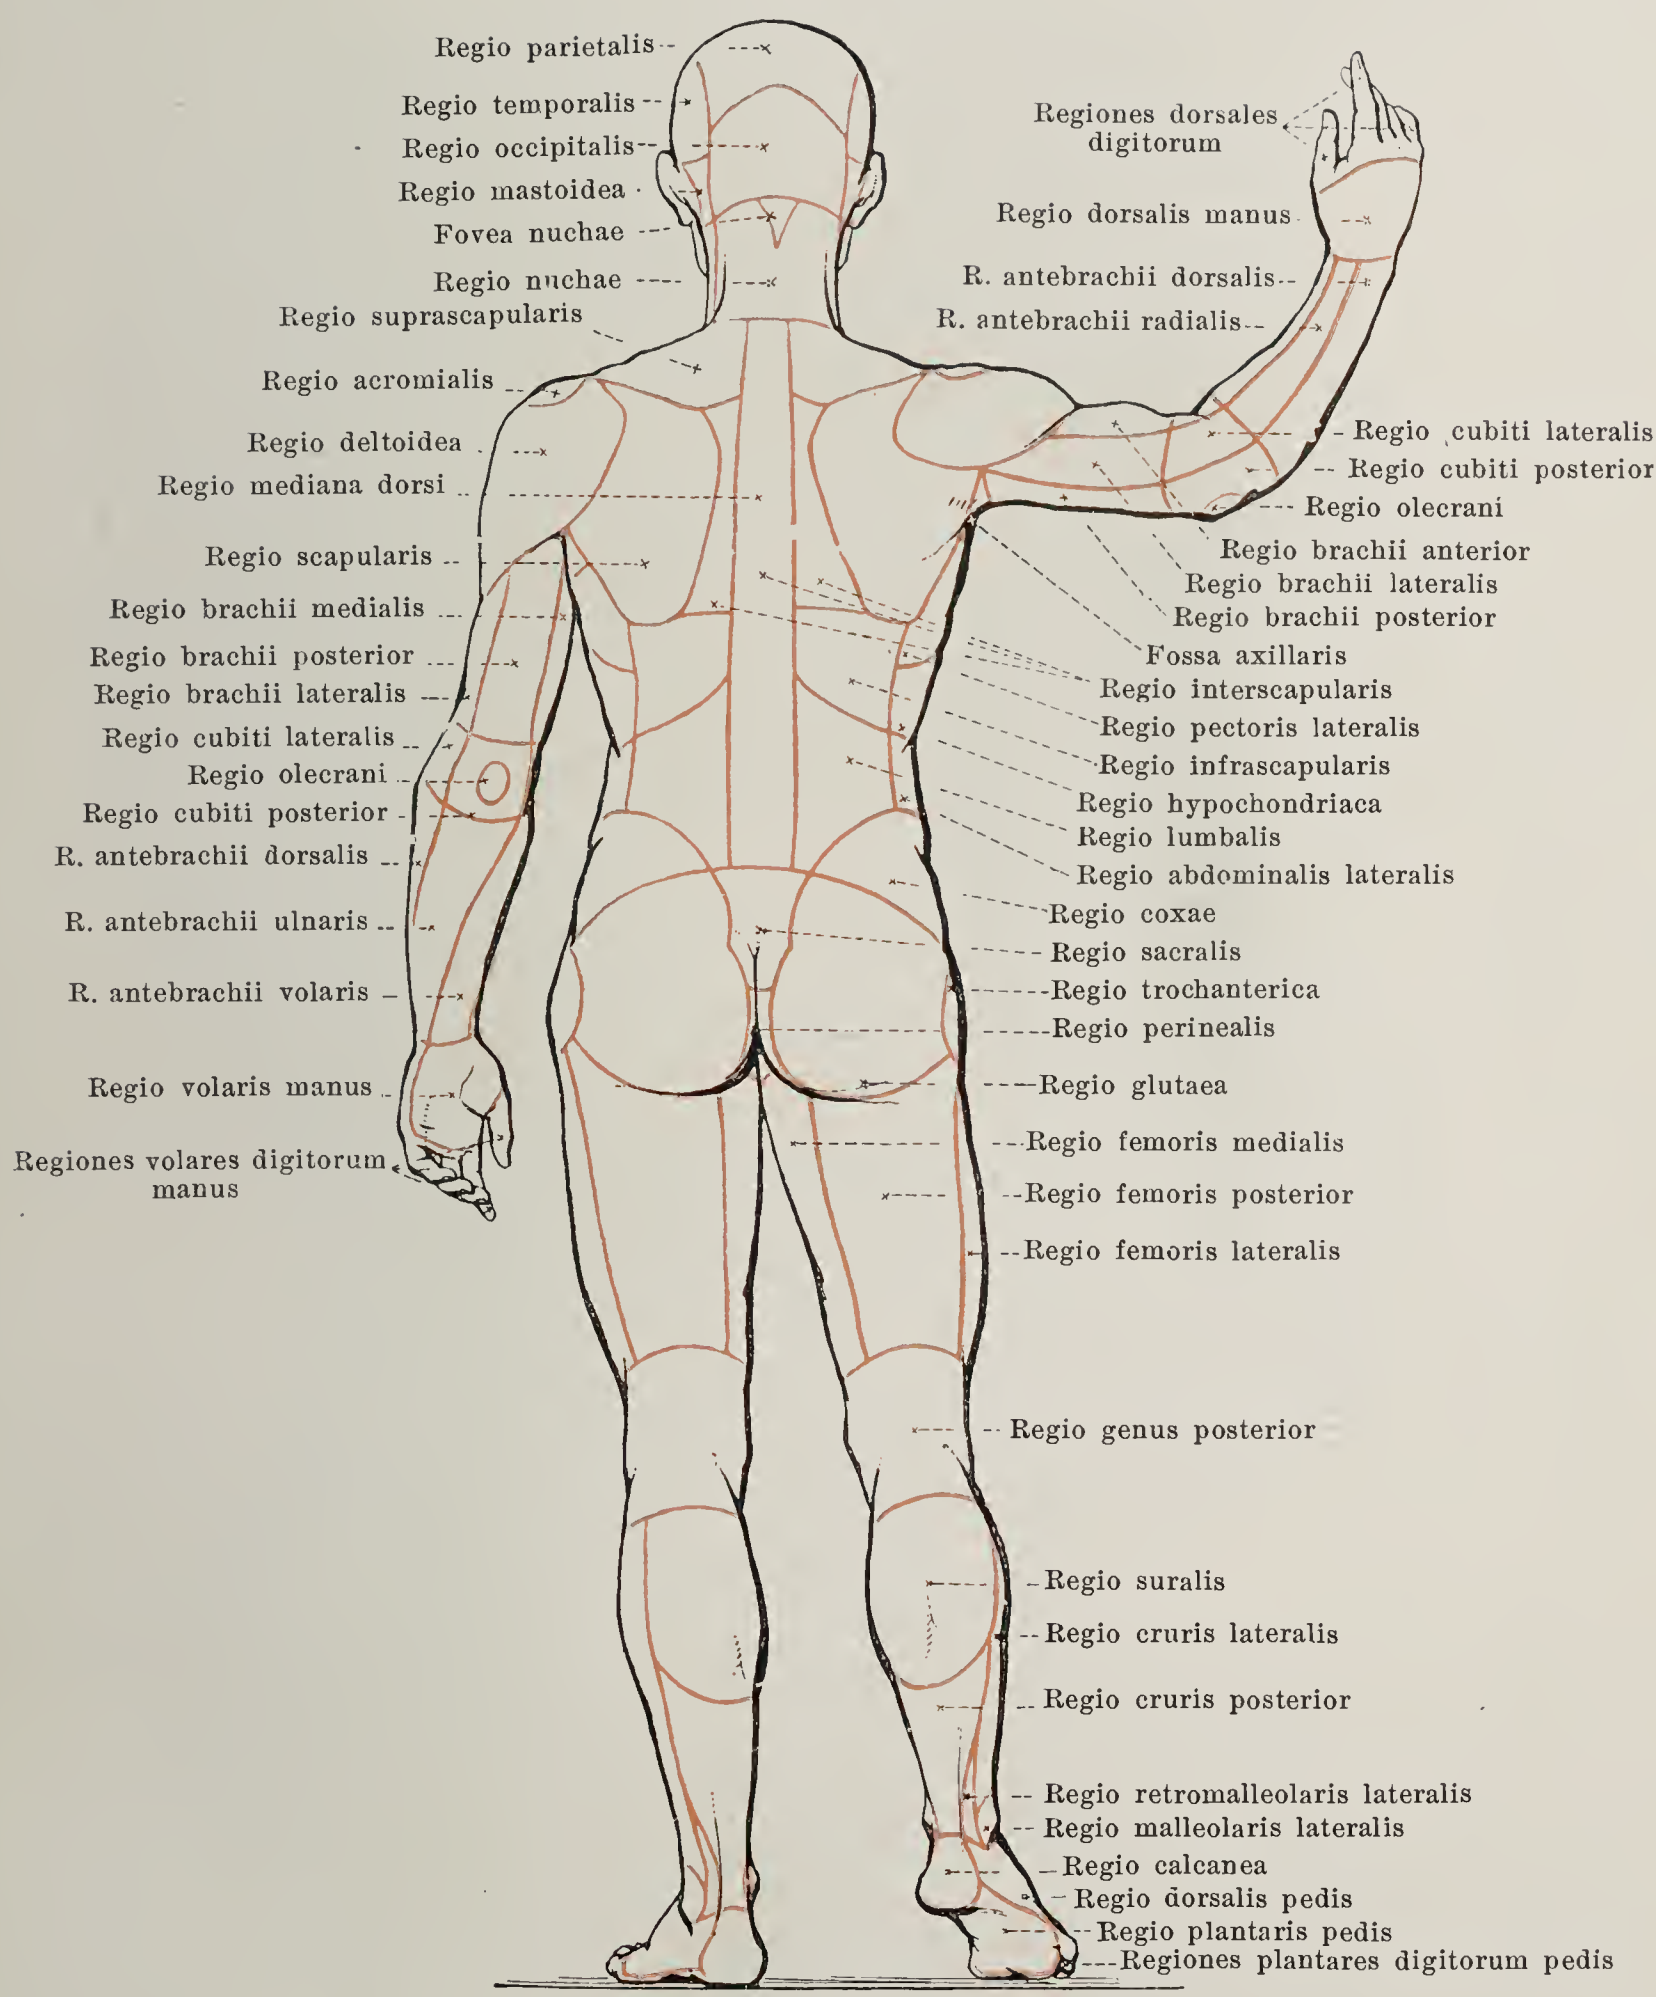 Regio parietalis
Regio temporalis
Regio occipitalis
Regio mastoidea
Fovea nuchae
Regio nuchae
Regio suprascapularis
Regio acromialis
Regio deltoidea
Regio mediana dorsi
Regio scapularis
Regio brachii medialis
Regio brachii posterior
Regio brachii lateralis
Regio cubiti lateralis
Regio olecrani
Regio cubiti posterior
R. antebrachii dorsalis
R. antebrachii ulnaris
R. antebrachii volaris
Regio volaris manus
Regiones volares digitorum
manus
Regiones dorsales
digitorum
Regio dorsalis manus
R. antebrachii dorsalis
R. antebrachii radialis
Regio cubiti lateralis
Regio cubiti posterior
Regio olecrani
Regio brachii anterior
Regio brachii lateralis
Regio brachii posterior
Fossa axillaris
Regio interscapularis
Regio pectoris lateralis
Regio infrascapularis
Regio hypochondriaca
Regio lumbalis
Regio abdominalis lateralis
Regio coxae
Regio sacralis
Regio trochanterica
Regio perinealis
Regio glutaea
Regio femoris medialis
Regio femoris posterior
Regio femoris lateralis
Regio genus posterior
Regio suralis
Regio cruris lateralis
Regio cruris posterior
Regio retromalleolaris lateralis
Regio malleolaris lateralis
Regio calcanea
Regio dorsalis pedis
Regio plantaris pedis
Regiones plantares digitorum pedis